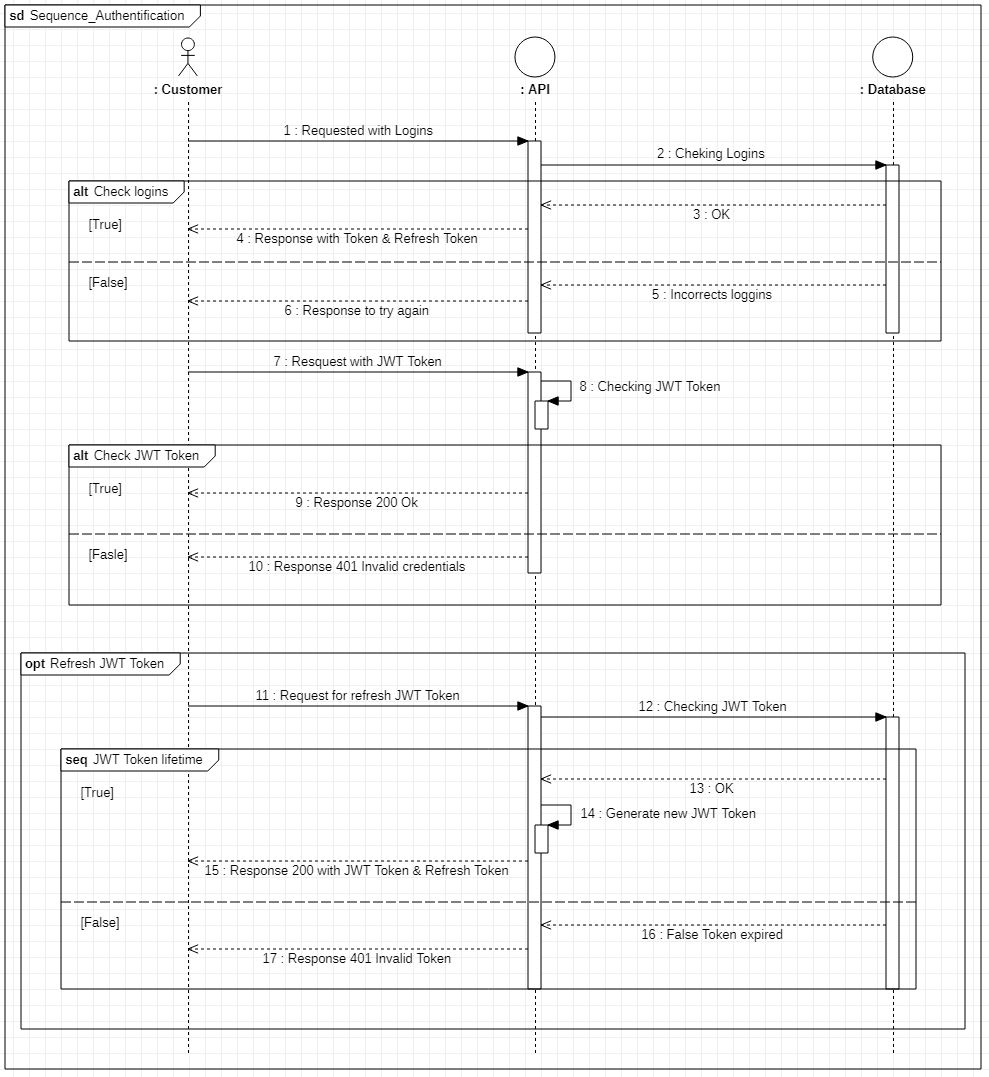 sd Sequence_Authentification
: Customer
: API
: Database
1 : Requested with Logins
2 : Cheking Logins
alt Check logins
3 : OK
[True]
4 : Response with Token & Refresh Token
[False]
5 : Incorrects loggins
6 : Response to try again
7 : Resquest with JWT Token
8 : Checking JWT Token
alt Check JWT Token
[True]
9 : Response 200 Ok
[Fasle]
10 : Response 401 Invalid credentials
opt Refresh JWT Token
11 : Request for refresh JWT Token
12 : Checking JWT Token
seq JWT Token lifetime
13 : OK
[True]
14 : Generate new JWT Token
15 : Response 200 with JWT Token & Refresh Token
[False]
16 : False Token expired
17 : Response 401 Invalid Token